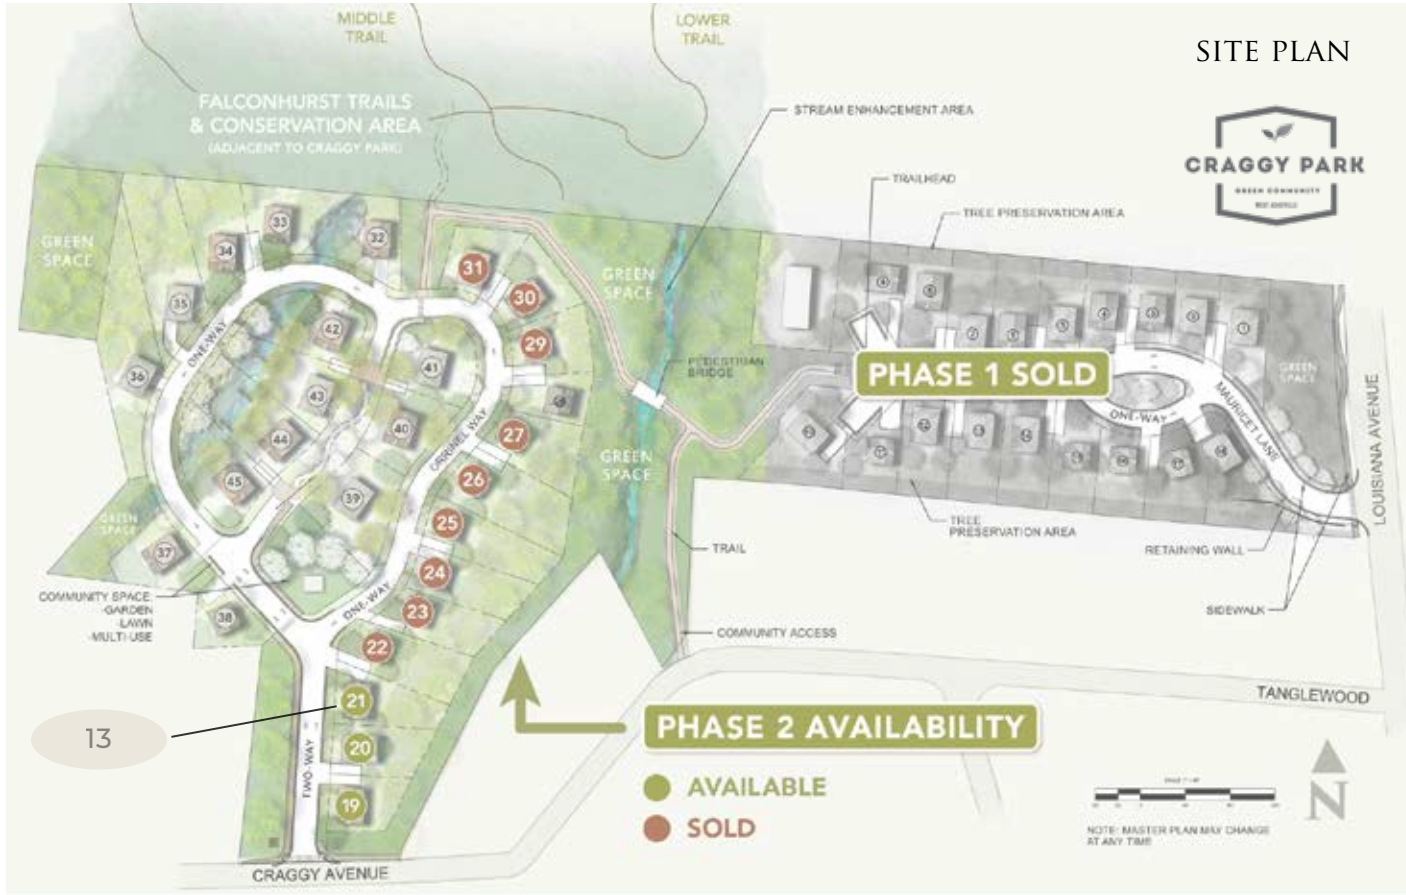 MIDDLE
TRAIL
LOWER
TRAIL
SITE PLAN
FALCONHURST TRAILS
& CONSERVATION AREA
(ADJACENT TO CRAGGY PARK)
STREAM ENHANCEMENT AREA
CRAGGY PARK
GREEN COMMUNITY
WEST ASHEVILLE
TRAILHEAD
TREE PRESERVATION AREA
GREEN
SPACE
33
32
34
31
30
29
35
36
42
41
43
40
44
45
39
37
38
27
26
25
24
23
22
21
20
19
ONE-WAY
ORRINEL WAY
ONE-WAY
TWO-WAY
GREEN
SPACE
GREEN
SPACE
GREEN
SPACE
PEDESTRIAN
BRIDGE
PHASE 1 SOLD
ONE-WAY
MAURICET LANE
GREEN
SPACE
LOUISIANA AVENUE
TREE
PRESERVATION AREA
RETAINING WALL
SIDEWALK
TRAIL
COMMUNITY ACCESS
COMMUNITY SPACE:
-GARDEN
-LAWN
-MULTI-USE
TANGLEWOOD
13
PHASE 2 AVAILABILITY
AVAILABLE
SOLD
N
NOTE: MASTER PLAN MAY CHANGE
AT ANY TIME
CRAGGY AVENUE